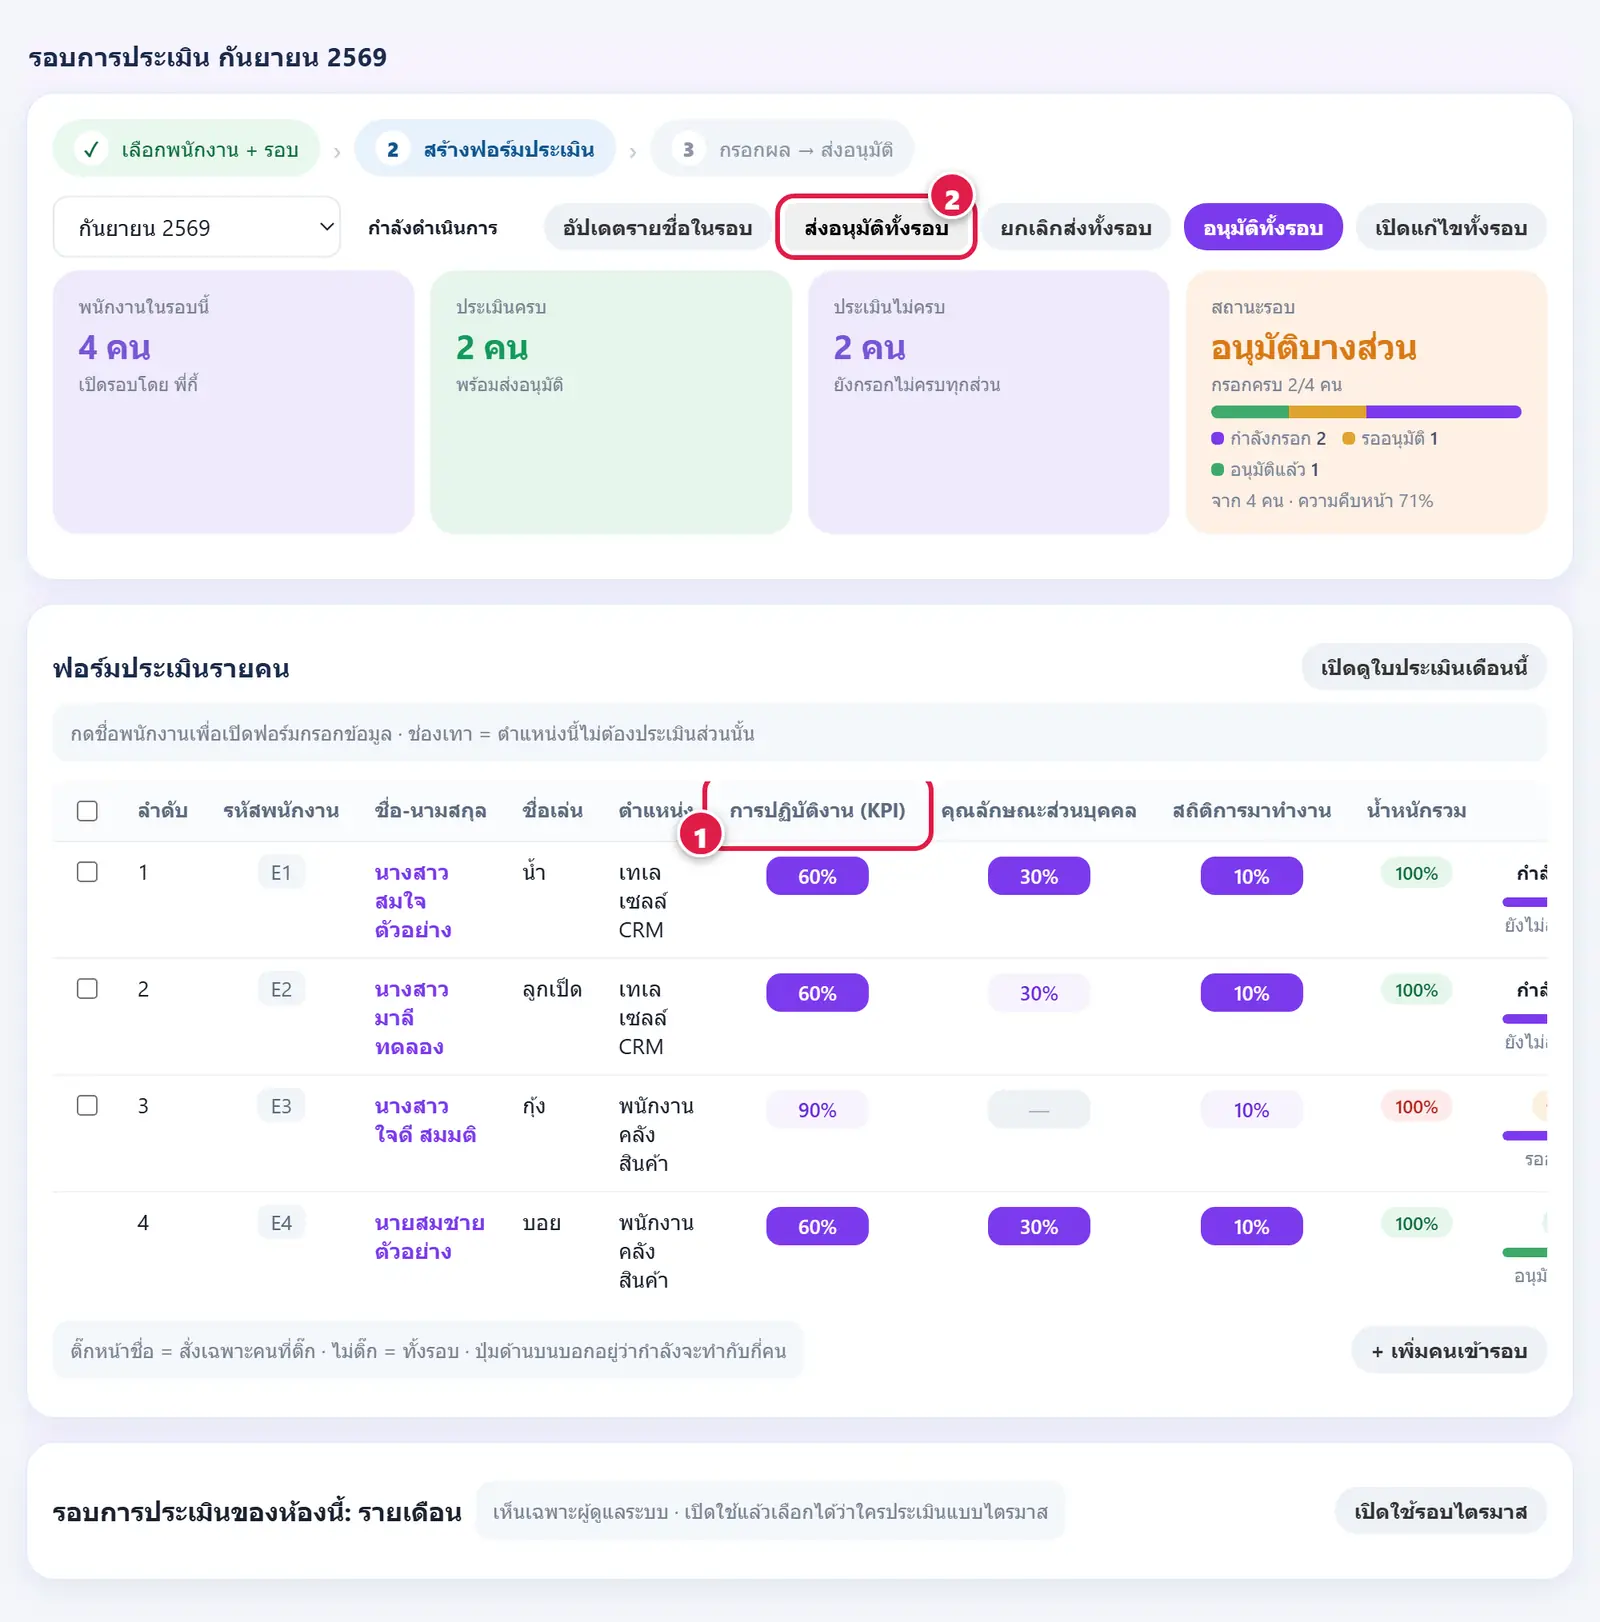 รอบการประเมิน กันยายน 2569
✓ เลือกพนักงาน + รอบ › 2 สร้างฟอร์มประเมิน › 3 กรอกผล → ส่งอนุมัติ
กันยายน 2569 กำลังดำเนินการ อัปเดตรายชื่อในรอบ ส่งอนุมัติทั้งรอบ 2 ยกเลิกส่งทั้งรอบ อนุมัติทั้งรอบ เปิดแก้ไขทั้งรอบ
พนักงานในรอบนี้
4 คน
เปิดรอบโดย พี่กี้
ประเมินครบ
2 คน
พร้อมส่งอนุมัติ
ประเมินไม่ครบ
2 คน
ยังกรอกไม่ครบทุกส่วน
สถานะรอบ
อนุมัติบางส่วน
กรอกครบ 2/4 คน
กำลังกรอก 2 รออนุมัติ 1
อนุมัติแล้ว 1
จาก 4 คน · ความคืบหน้า 71%
ฟอร์มประเมินรายคน เปิดดูใบประเมินเดือนนี้
กดชื่อพนักงานเพื่อเปิดฟอร์มกรอกข้อมูล · ช่องเทา = ตำแหน่งนี้ไม่ต้องประเมินส่วนนั้น
ลำดับ รหัสพนักงาน ชื่อ-นามสกุล ชื่อเล่น ตำแหน่ง 1 การปฏิบัติงาน (KPI) คุณลักษณะส่วนบุคคล สถิติการมาทำงาน น้ำหนักรวม
1 E1 นางสาว น้ำ เทเล 60% 30% 10% 100% กำลั
สมใจ เซลล์
ตัวอย่าง CRM ยังไม่
2 E2 นางสาว ลูกเป็ด เทเล 60% 30% 10% 100% กำลั
มาลี เซลล์
ทดลอง CRM ยังไม่
3 E3 นางสาว กุ้ง พนักงาน 90% — 10% 100%
ใจดี สมมติ คลัง
สินค้า รออ
4 E4 นายสมชาย บอย พนักงาน 60% 30% 10% 100%
ตัวอย่าง คลัง
สินค้า อนุมั
ติ๊กหน้าชื่อ = สั่งเฉพาะคนที่ติ๊ก · ไม่ติ๊ก = ทั้งรอบ · ปุ่มด้านบนบอกอยู่ว่ากำลังจะทำกับกี่คน + เพิ่มคนเข้ารอบ
รอบการประเมินของห้องนี้: รายเดือน เห็นเฉพาะผู้ดูแลระบบ · เปิดใช้แล้วเลือกได้ว่าใครประเมินแบบไตรมาส เปิดใช้รอบไตรมาส